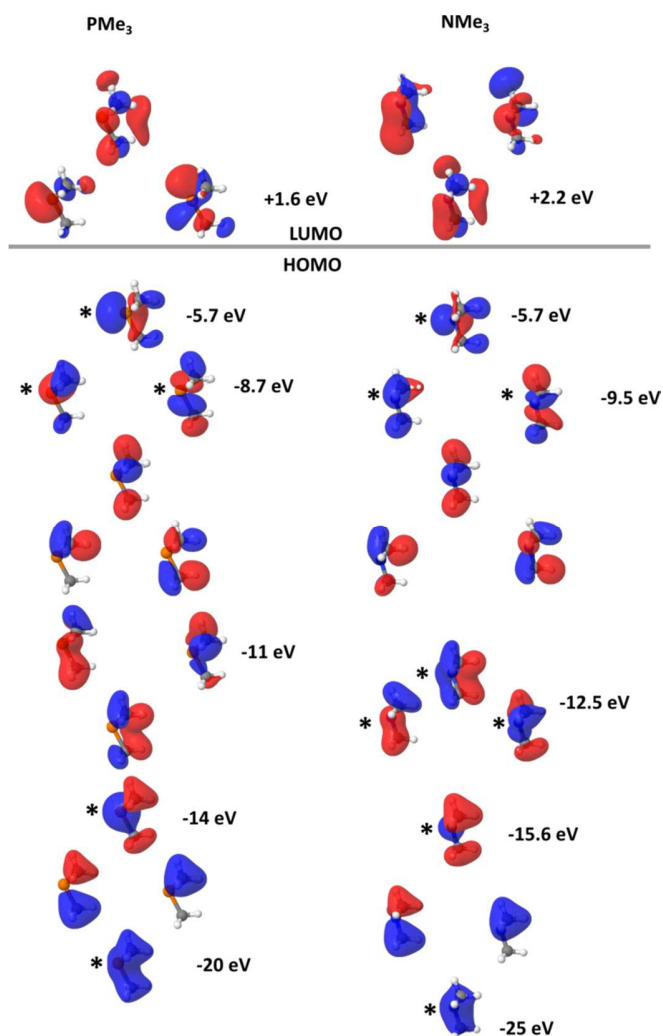 PMe₃ NMe₃
+1.6 eV +2.2 eV
LUMO
HOMO
* -5.7 eV * -5.7 eV
* * -8.7 eV * * -9.5 eV
-11 eV
* -12.5 eV
* *
* -14 eV * -15.6 eV
* -20 eV
* -25 eV